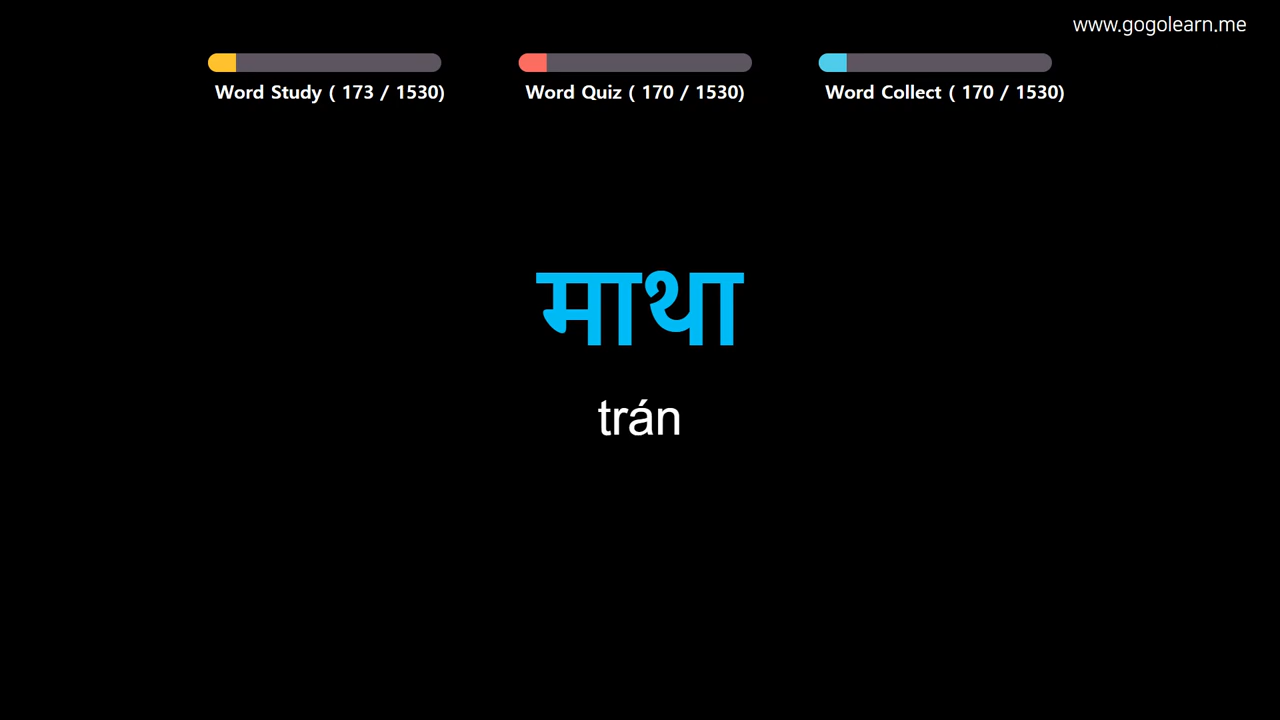 www.gogolearn.me
Word Study ( 173 / 1530)
Word Quiz ( 170 / 1530)
Word Collect ( 170 / 1530)
माथा
trán